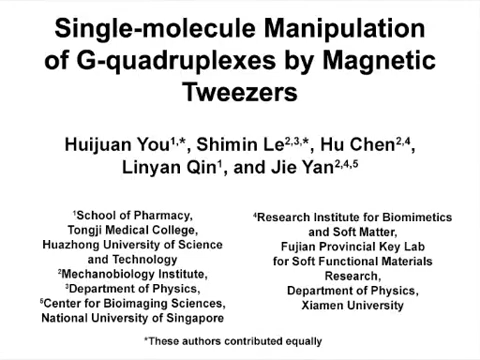 Single-molecule Manipulation
of G-quadruplexes by Magnetic
Tweezers
Huijuan You1,*, Shimin Le2,3,*, Hu Chen2,4,
Linyan Qin1, and Jie Yan2,4,5
1School of Pharmacy,
Tongji Medical College,
Huazhong University of Science
and Technology
2Mechanobiology Institute,
3Department of Physics,
5Center for Bioimaging Sciences,
National University of Singapore
4Research Institute for Biomimetics
and Soft Matter,
Fujian Provincial Key Lab
for Soft Functional Materials
Research,
Department of Physics,
Xiamen University
*These authors contributed equally